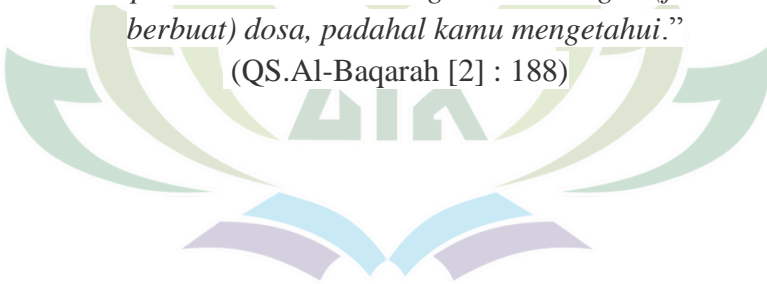 berbuat) dosa, padahal kamu mengetahui.”
(QS.Al-Baqarah [2] : 188)